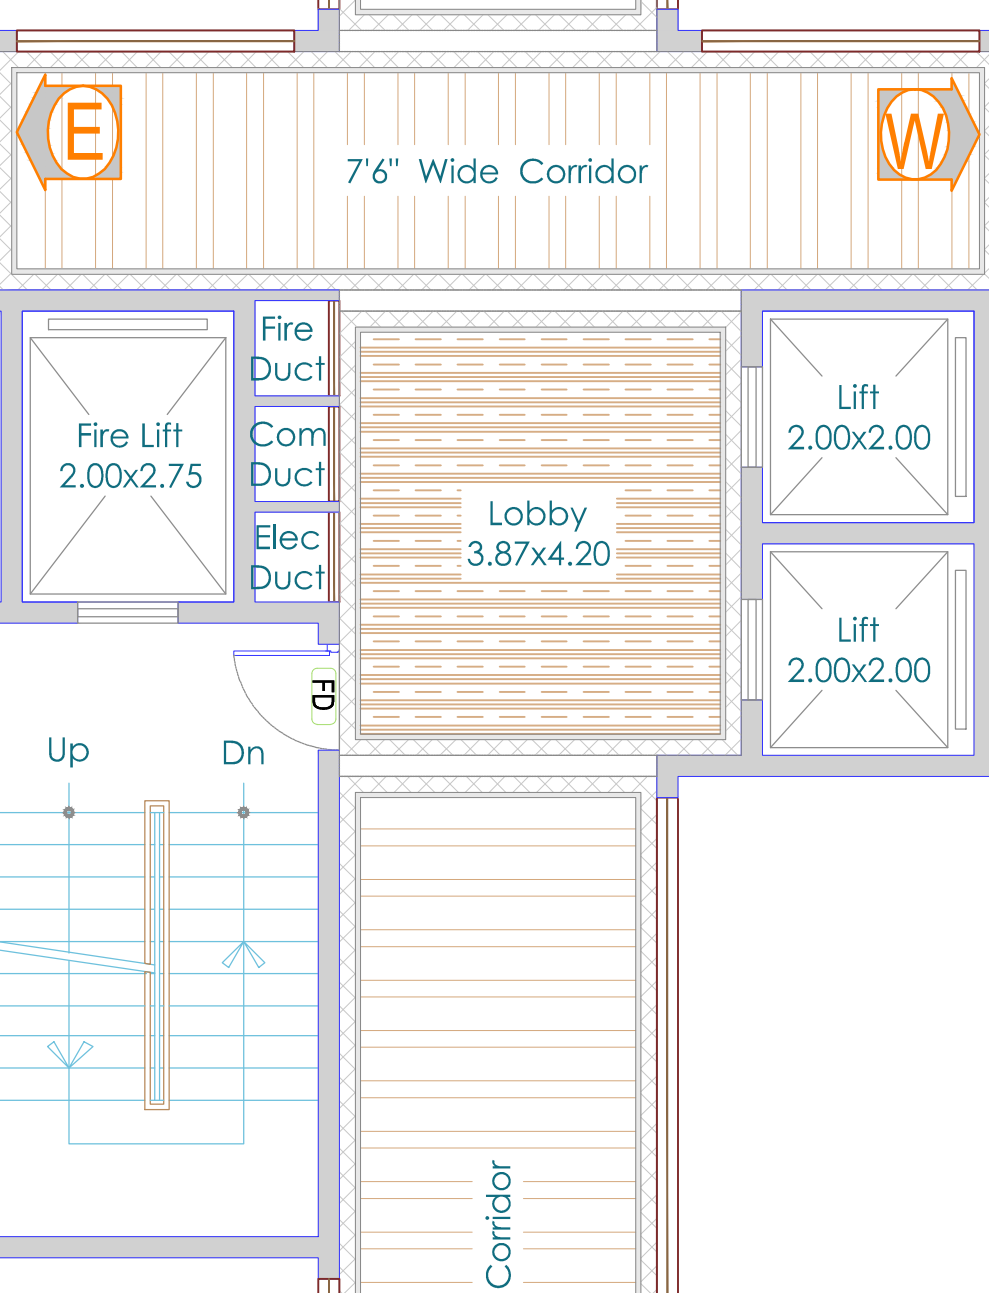 E
W
7'6" Wide Corridor
Fire
Duct
Com
Duct
Elec
Duct
Fire Lift
2.00x2.75
Lobby
3.87x4.20
Lift
2.00x2.00
Lift
2.00x2.00
FD
Up
Dn
Corridor